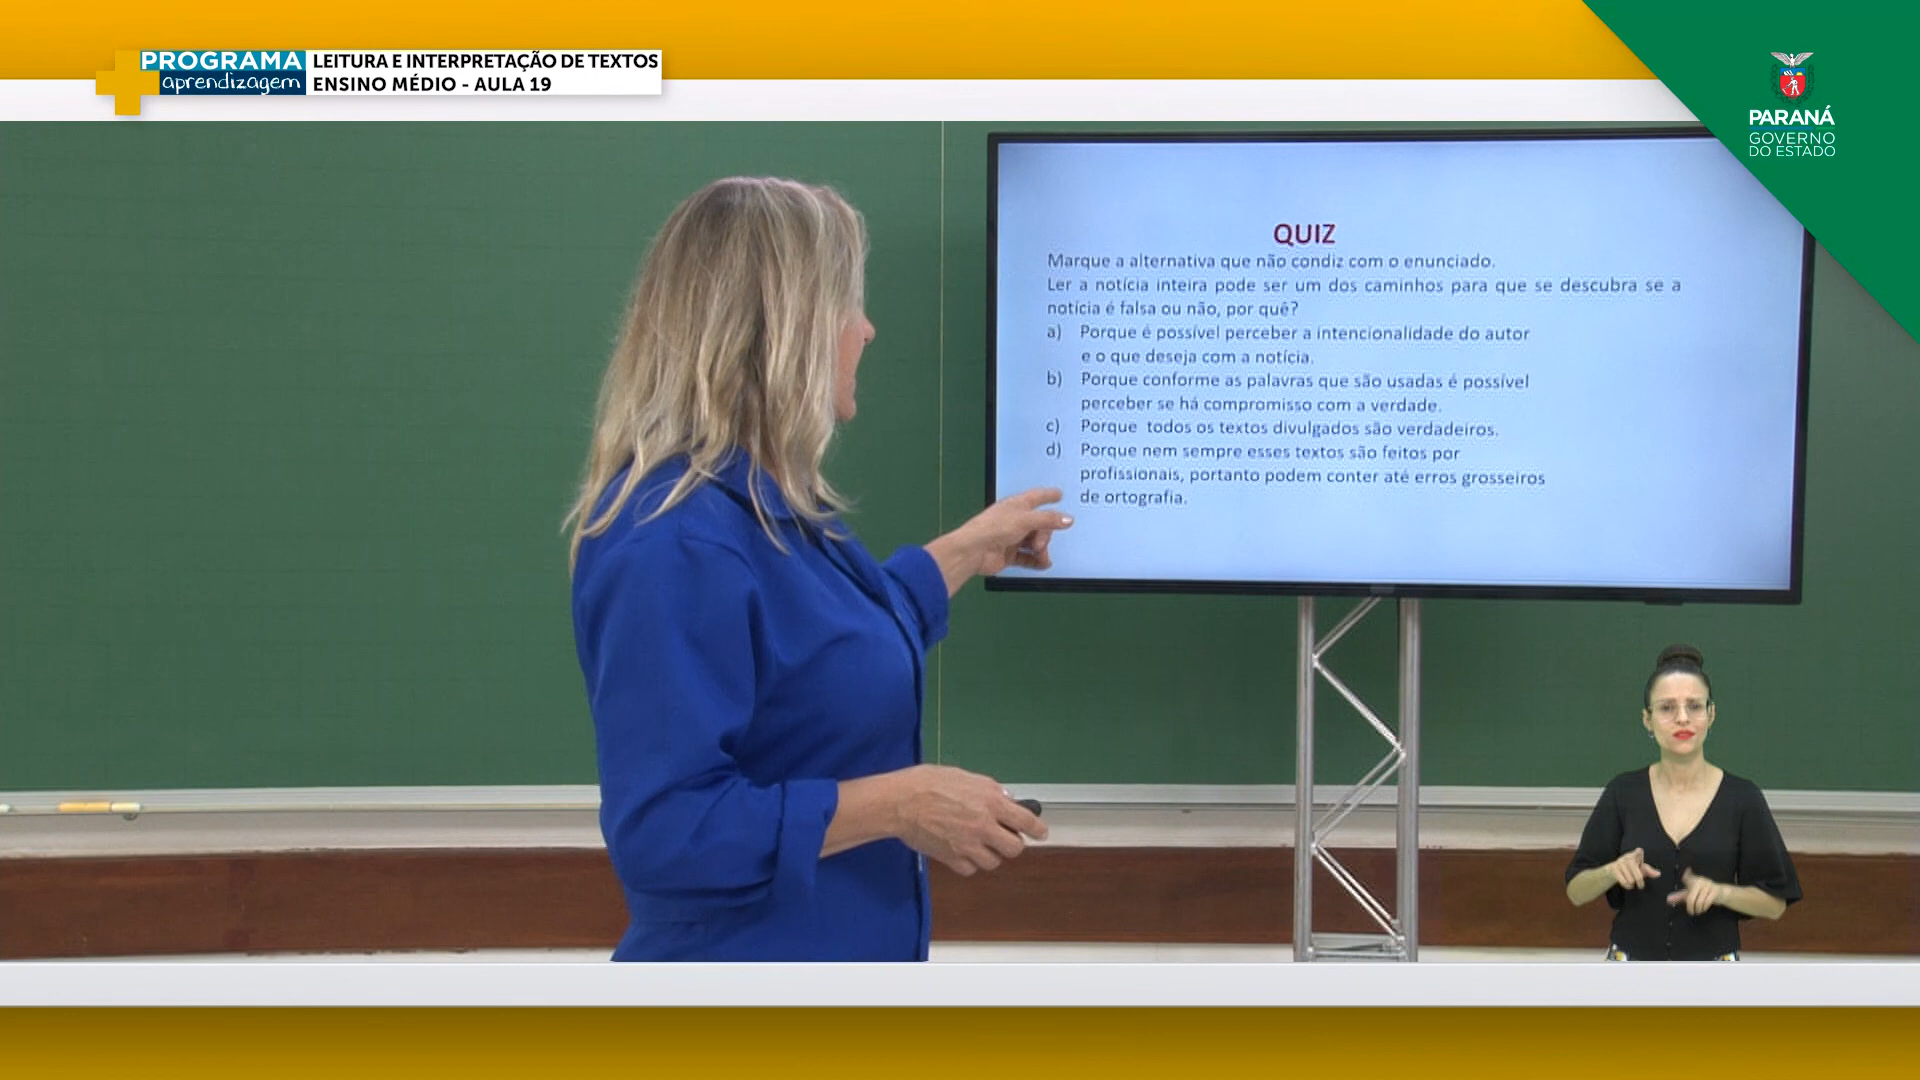 PROGRAMA
aprendizagem
LEITURA E INTERPRETAÇÃO DE TEXTOS
ENSINO MÉDIO - AULA 19
PARANÁ
GOVERNO
DO ESTADO
QUIZ
Marque a alternativa que não condiz com o enunciado.
Ler a notícia inteira pode ser um dos caminhos para que se descubra se a
notícia é falsa ou não, por quê?
a) Porque é possível perceber a intencionalidade do autor
e o que deseja com a notícia.
b) Porque conforme as palavras que são usadas é possível
perceber se há compromisso com a verdade.
c) Porque todos os textos divulgados são verdadeiros.
d) Porque nem sempre esses textos são feitos por
profissionais, portanto podem conter até erros grosseiros
de ortografia.